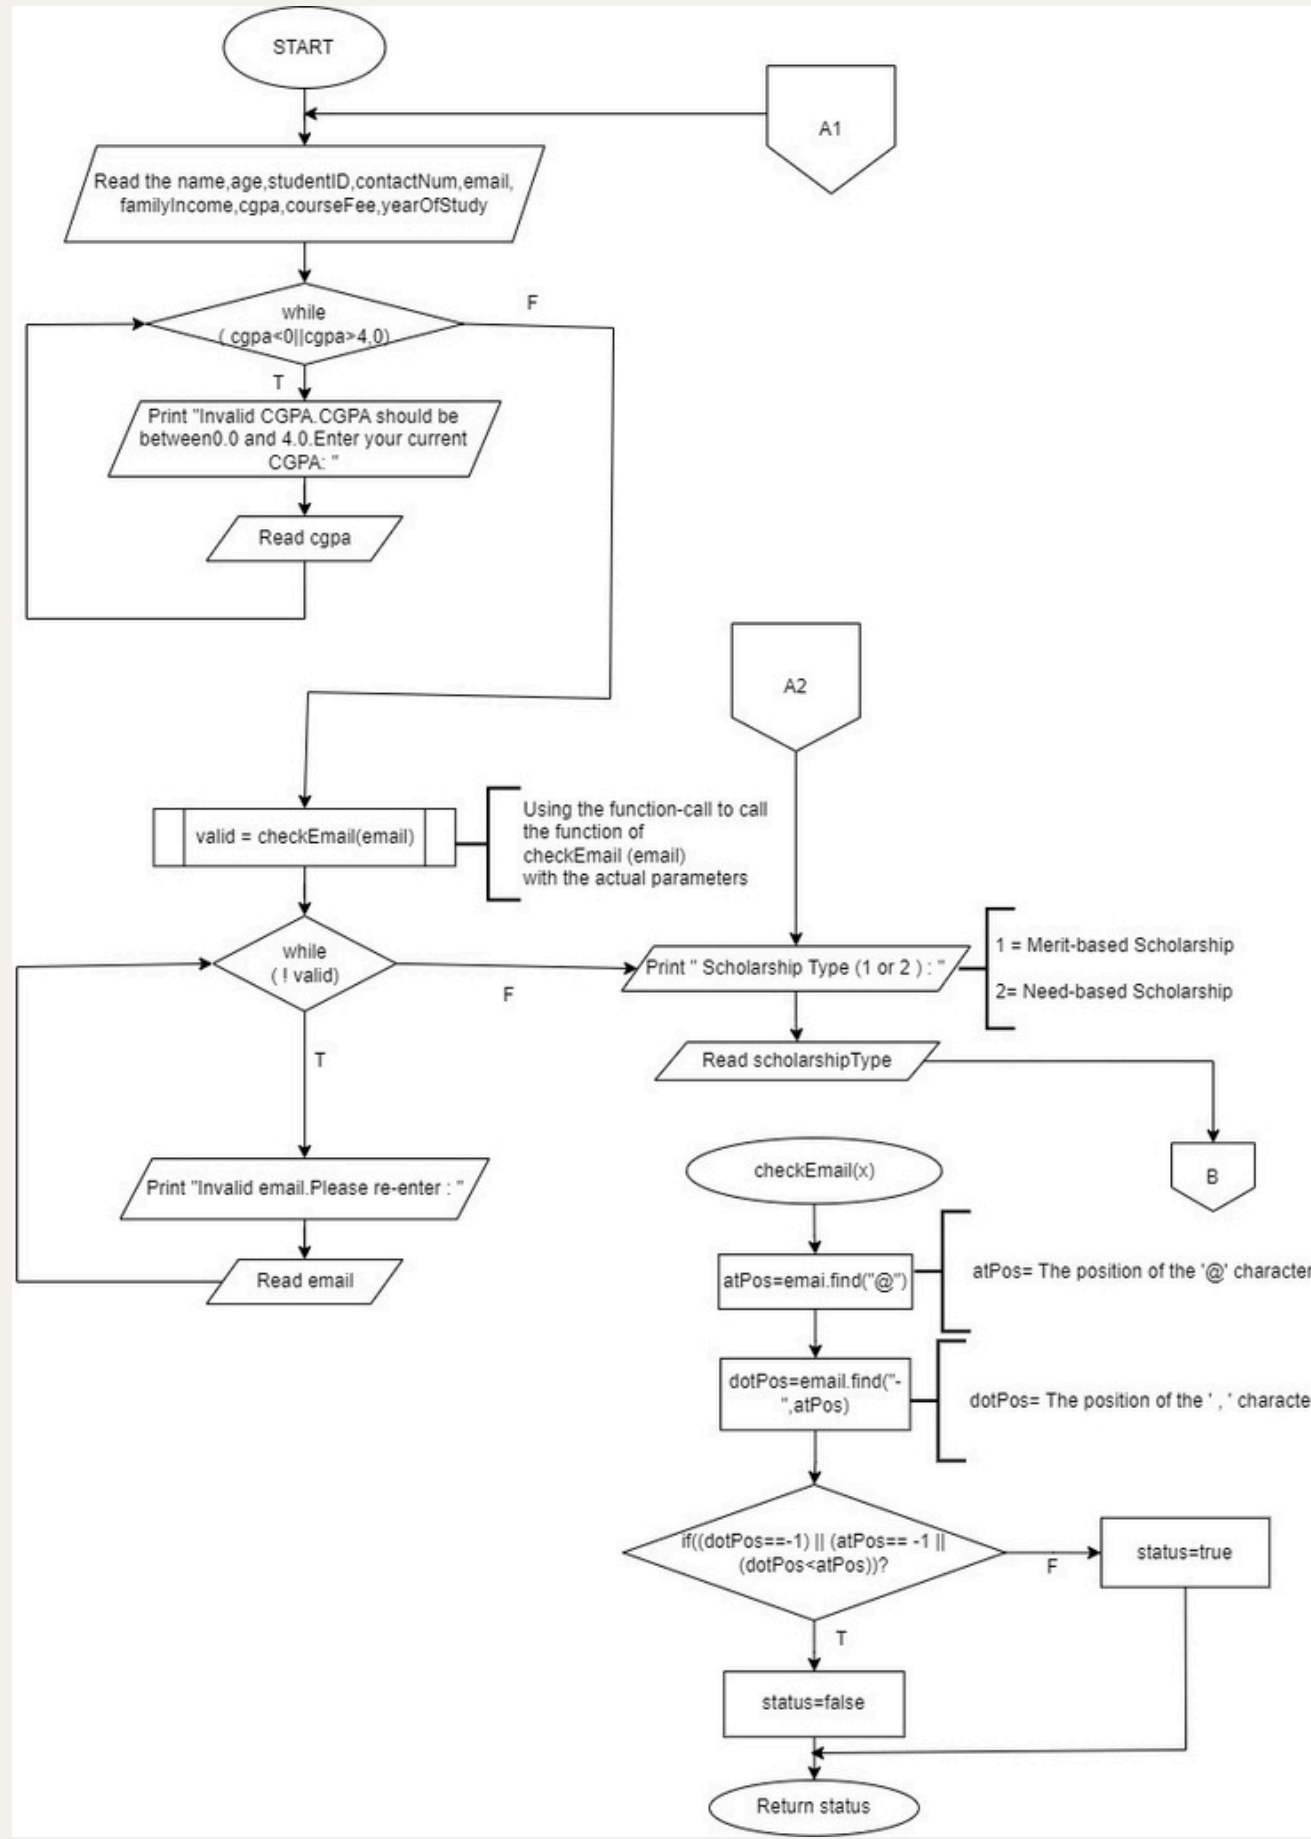 START
A1
Read the name,age,studentID,contactNum,email,
familyIncome,cgpa,courseFee,yearOfStudy
while
( cgpa<0||cgpa>4,0)
F
T
Print "Invalid CGPA.CGPA should be
between0.0 and 4.0.Enter your current
CGPA: "
Read cgpa
A2
valid = checkEmail(email)
Using the function-call to call
the function of
checkEmail (email)
with the actual parameters
while
( ! valid)
F
T
Print " Scholarship Type (1 or 2 ) : "
1 = Merit-based Scholarship
2= Need-based Scholarship
Read scholarshipType
B
Print "Invalid email.Please re-enter : "
Read email
checkEmail(x)
atPos=emai.find("@")
atPos= The position of the '@' character
dotPos=email.find("-
",atPos)
dotPos= The position of the ' , ' characte
if((dotPos==-1) || (atPos== -1 ||
(dotPos<atPos))?
F
status=true
T
status=false
Return status